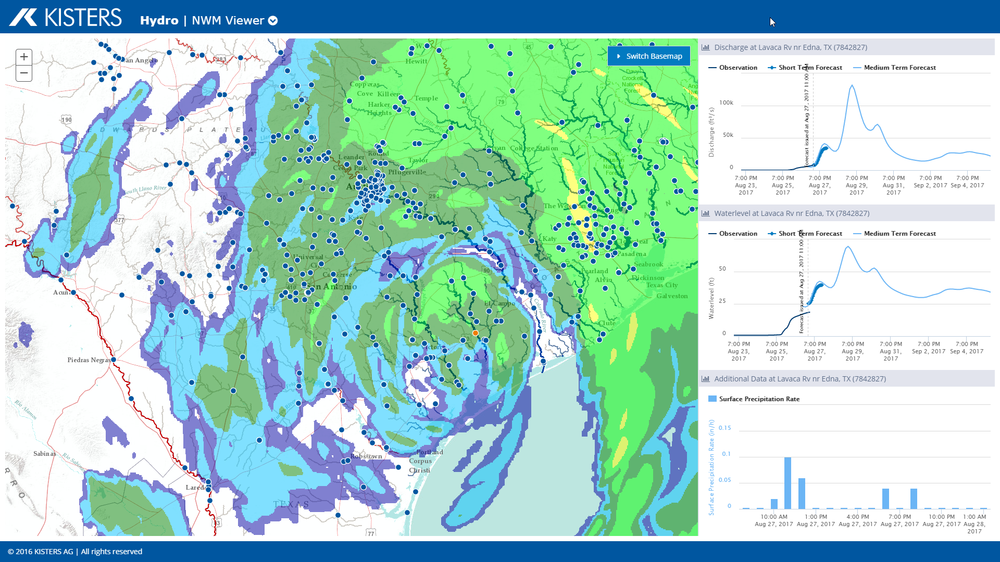 KISTERS Hydro | NWM Viewer
+
−
Switch Basemap
San Angelo
283
190
EDWARDS PLATEAU
87
South Llano River
10
377
Acuna
Piedras Negras
Rio Alamos
Sabinas
Rio Sabinas
Laredo
83
TEXAS
77
Hewitt
45
Davy
Crockett
National
Forest
Copperas
Cove
Killeen
Temple
Harker
Heights
79
Bryan
College Station
Leander
Round
Taylor
Cedar Park
Pflugerville
Sam
Houston
National
Forest
290
Kyle
The Woodlan
Spring
Katy
Cloverleaf
Pasadena
Seabrook
Pearland
Alvin
Dickinson
Texas City
Galveston
Universal
City
Converse
San Antonio
410
35
37
90
El Campo
Colorado River
Clute
Victoria
Robstown
Portland
Corpus
Christi
Discharge at Lavaca Rv nr Edna, TX (7842827)
Observation Short Term Forecast Medium Term Forecast
Forecast issued at Aug 27, 2017 11:00 AM
Discharge (ft³/s)
100k
50k
0
7:00 PM 7:00 PM 7:00 PM 7:00 PM 7:00 PM 7:00 PM 7:00 PM
Aug 23, Aug 25, Aug 27, Aug 29, Aug 31, Sep 2, 2017 Sep 4, 2017
2017 2017 2017 2017 2017
Waterlevel at Lavaca Rv nr Edna, TX (7842827)
Observation Short Term Forecast Medium Term Forecast
Forecast issued at Aug 27, 2017 11:00 AM
Waterlevel (ft)
50
25
0
7:00 PM 7:00 PM 7:00 PM 7:00 PM 7:00 PM 7:00 PM 7:00 PM
Aug 23, Aug 25, Aug 27, Aug 29, Aug 31, Sep 2, 2017 Sep 4, 2017
2017 2017 2017 2017 2017
Additional Data at Lavaca Rv nr Edna, TX (7842827)
Surface Precipitation Rate
Surface Precipitation Rate (in/h)
0.15
0.1
0.05
0
10:00 AM 1:00 PM 4:00 PM 7:00 PM 10:00 PM 1:00 AM
Aug 27, 2017 Aug 27, 2017 Aug 27, 2017 Aug 27, 2017 Aug 27, 2017 Aug 28,
2017
© 2016 KISTERS AG | All rights reserved